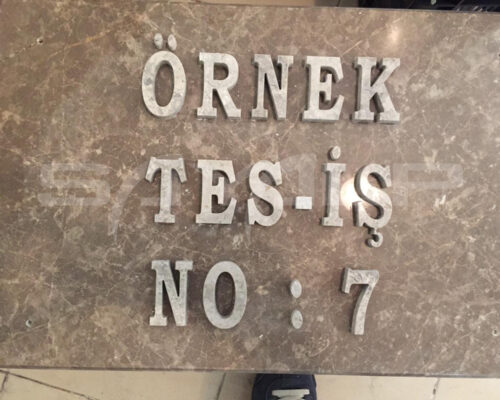 ÖRNEK
TES-İŞ
NO : 7